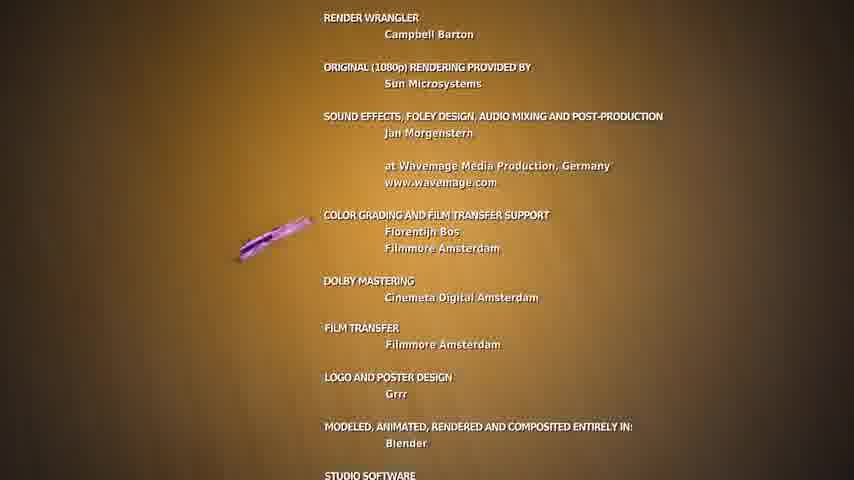 RENDER WRANGLER
Campbell Barton
ORIGINAL (1080p) RENDERING PROVIDED BY
Sun Microsystems
SOUND EFFECTS, FOLEY DESIGN, AUDIO MIXING AND POST-PRODUCTION
Jan Morgenstern
at Wavemage Media Production, Germany
www.wavemage.com
COLOR GRADING AND FILM TRANSFER SUPPORT
Florentijn Bos
Filmmore Amsterdam
DOLBY MASTERING
Cinemeta Digital Amsterdam
FILM TRANSFER
Filmmore Amsterdam
LOGO AND POSTER DESIGN
Grrr
MODELED, ANIMATED, RENDERED AND COMPOSITED ENTIRELY IN:
Blender
STUDIO SOFTWARE